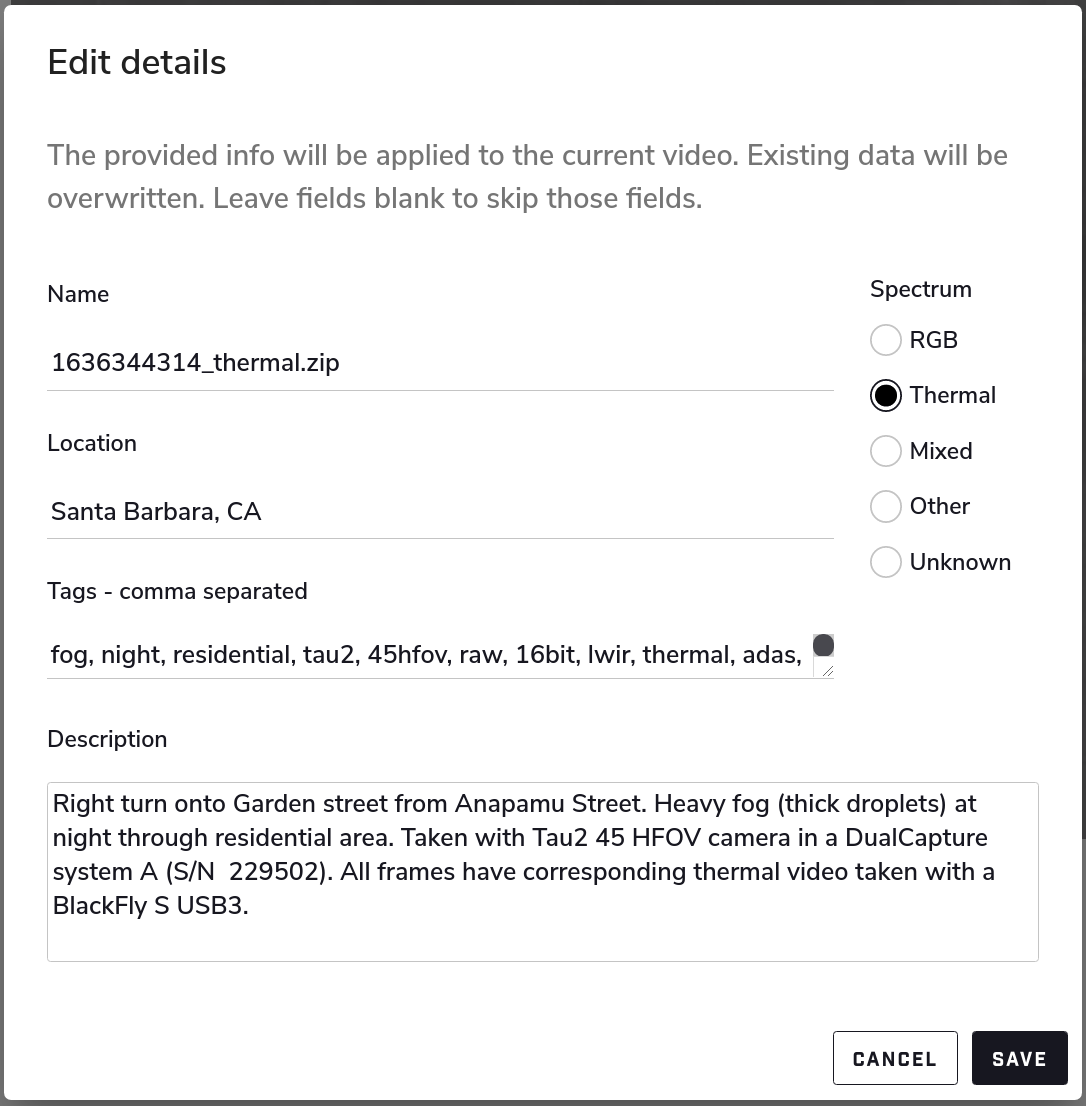 Edit details
The provided info will be applied to the current video. Existing data will be
overwritten. Leave fields blank to skip those fields.
Name
1636344314_thermal.zip
Location
Santa Barbara, CA
Tags - comma separated
fog, night, residential, tau2, 45hfov, raw, 16bit, lwir, thermal, adas,
Spectrum
RGB
Thermal
Mixed
Other
Unknown
Description
Right turn onto Garden street from Anapamu Street. Heavy fog (thick droplets) at
night through residential area. Taken with Tau2 45 HFOV camera in a DualCapture
system A (S/N  229502). All frames have corresponding thermal video taken with a
BlackFly S USB3.
CANCEL
SAVE